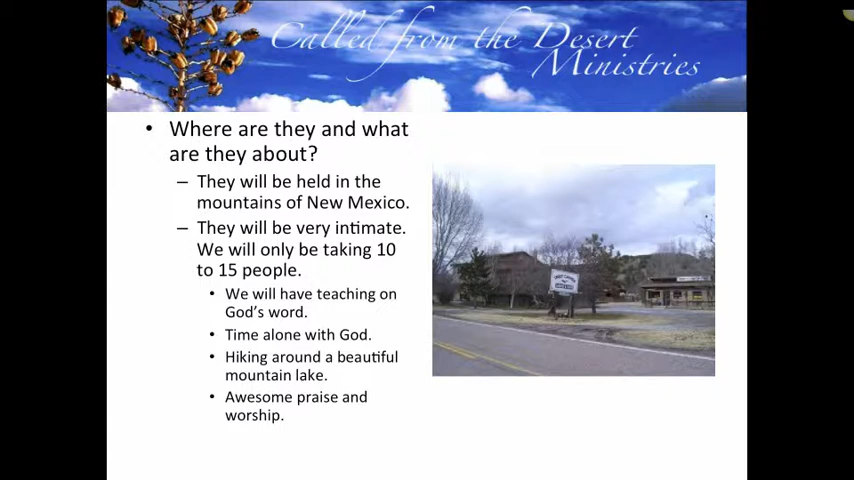 Called from the Desert
Ministries
• Where are they and what
are they about?
– They will be held in the
mountains of New Mexico.
– They will be very intimate.
We will only be taking 10
to 15 people.
• We will have teaching on
God's word.
• Time alone with God.
• Hiking around a beautiful
mountain lake.
• Awesome praise and
worship.